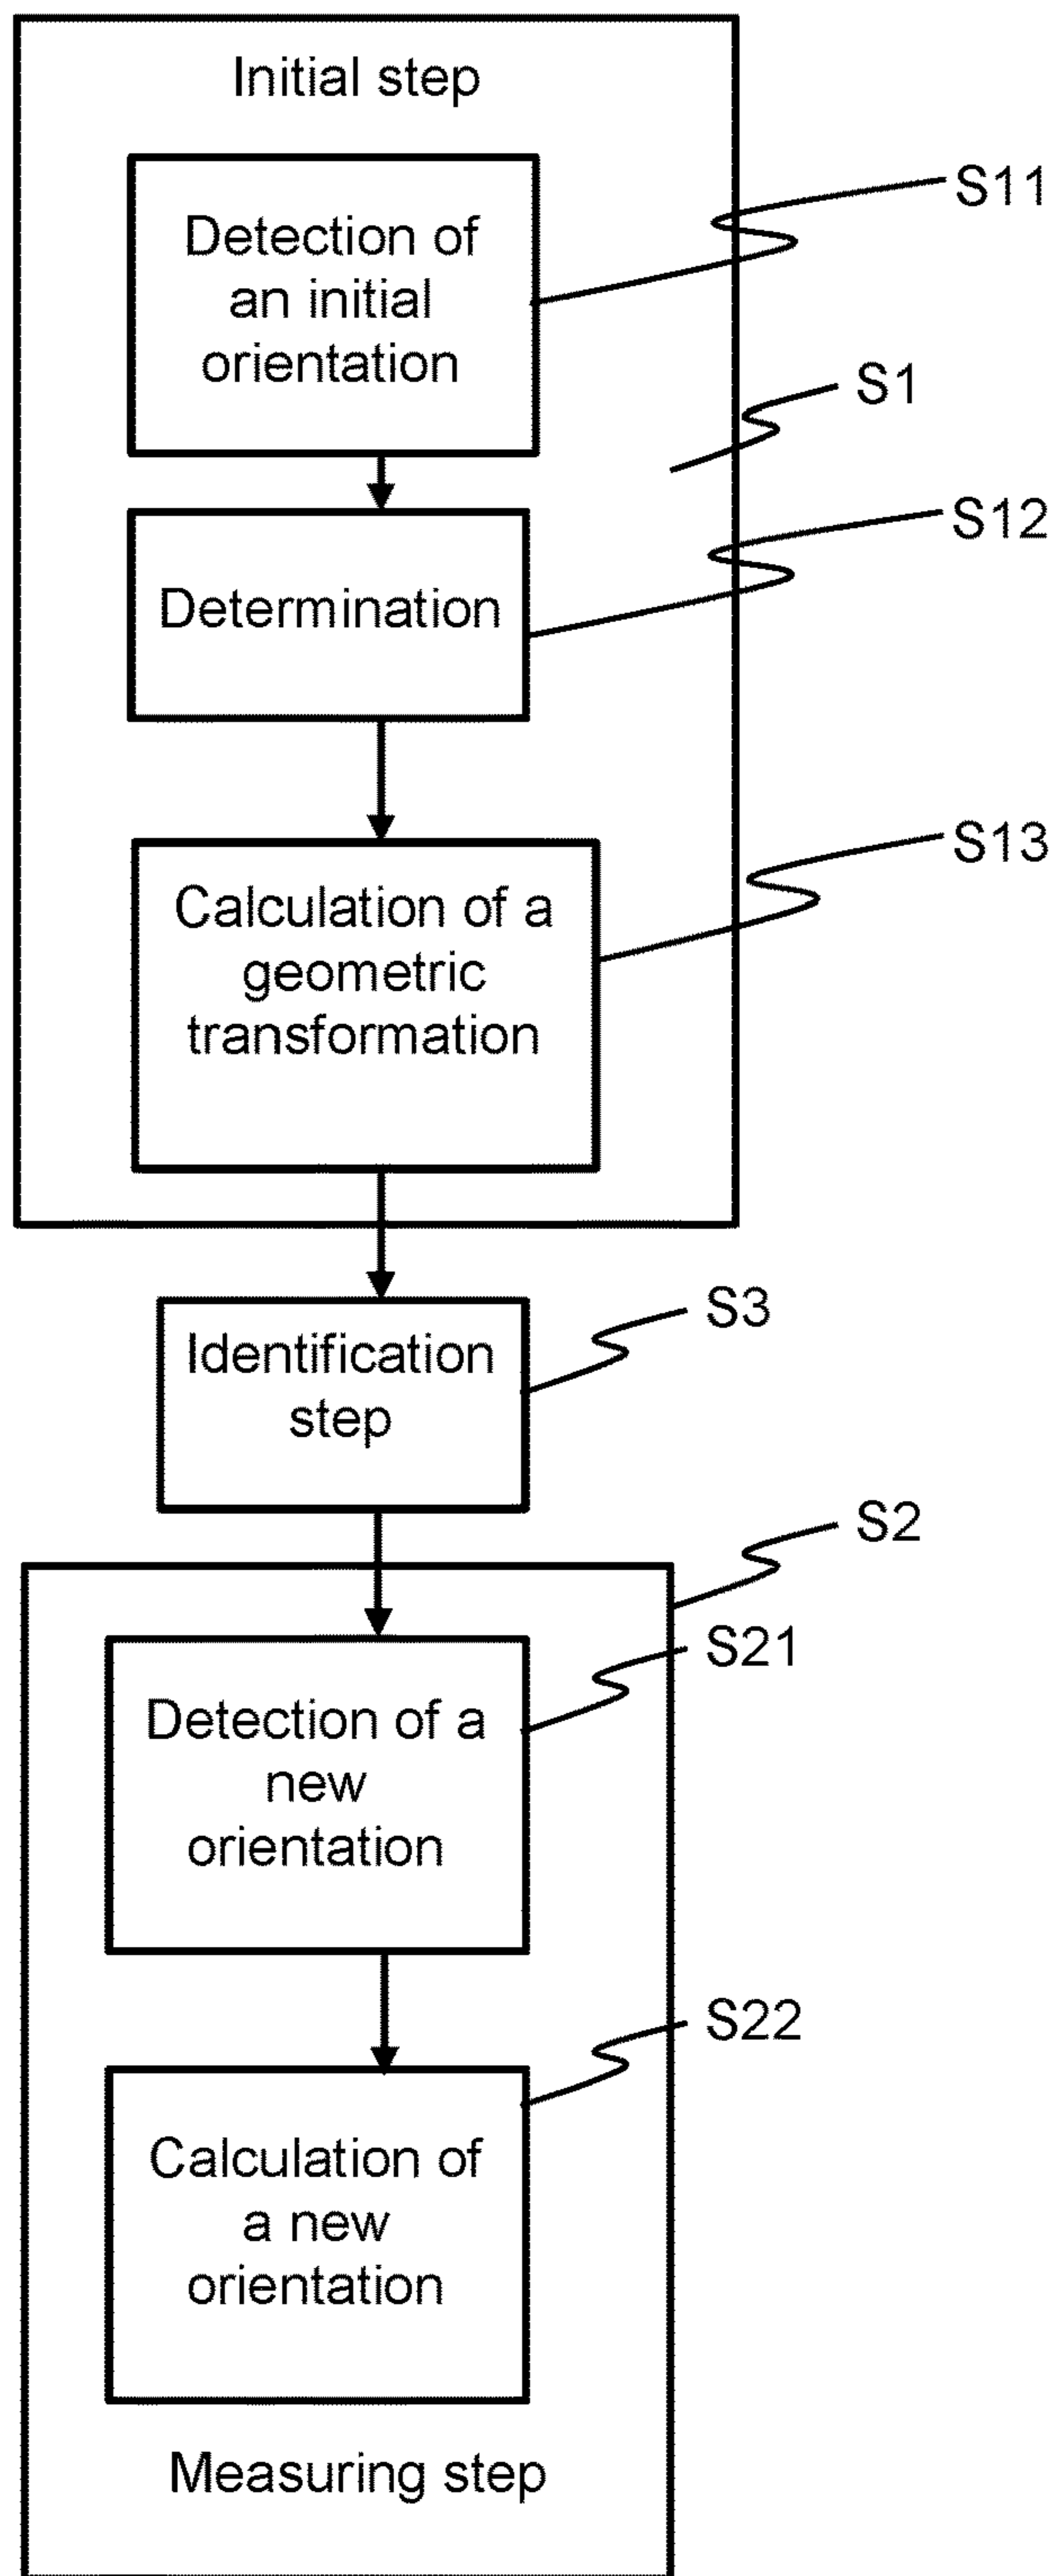 Initial step
S11
Detection of
an initial
orientation
S1
S12
Determination
S13
Calculation of a
geometric
transformation
S3
Identification
step
S2
S21
Detection of a
new
orientation
S22
Calculation of
a new
orientation
Measuring step